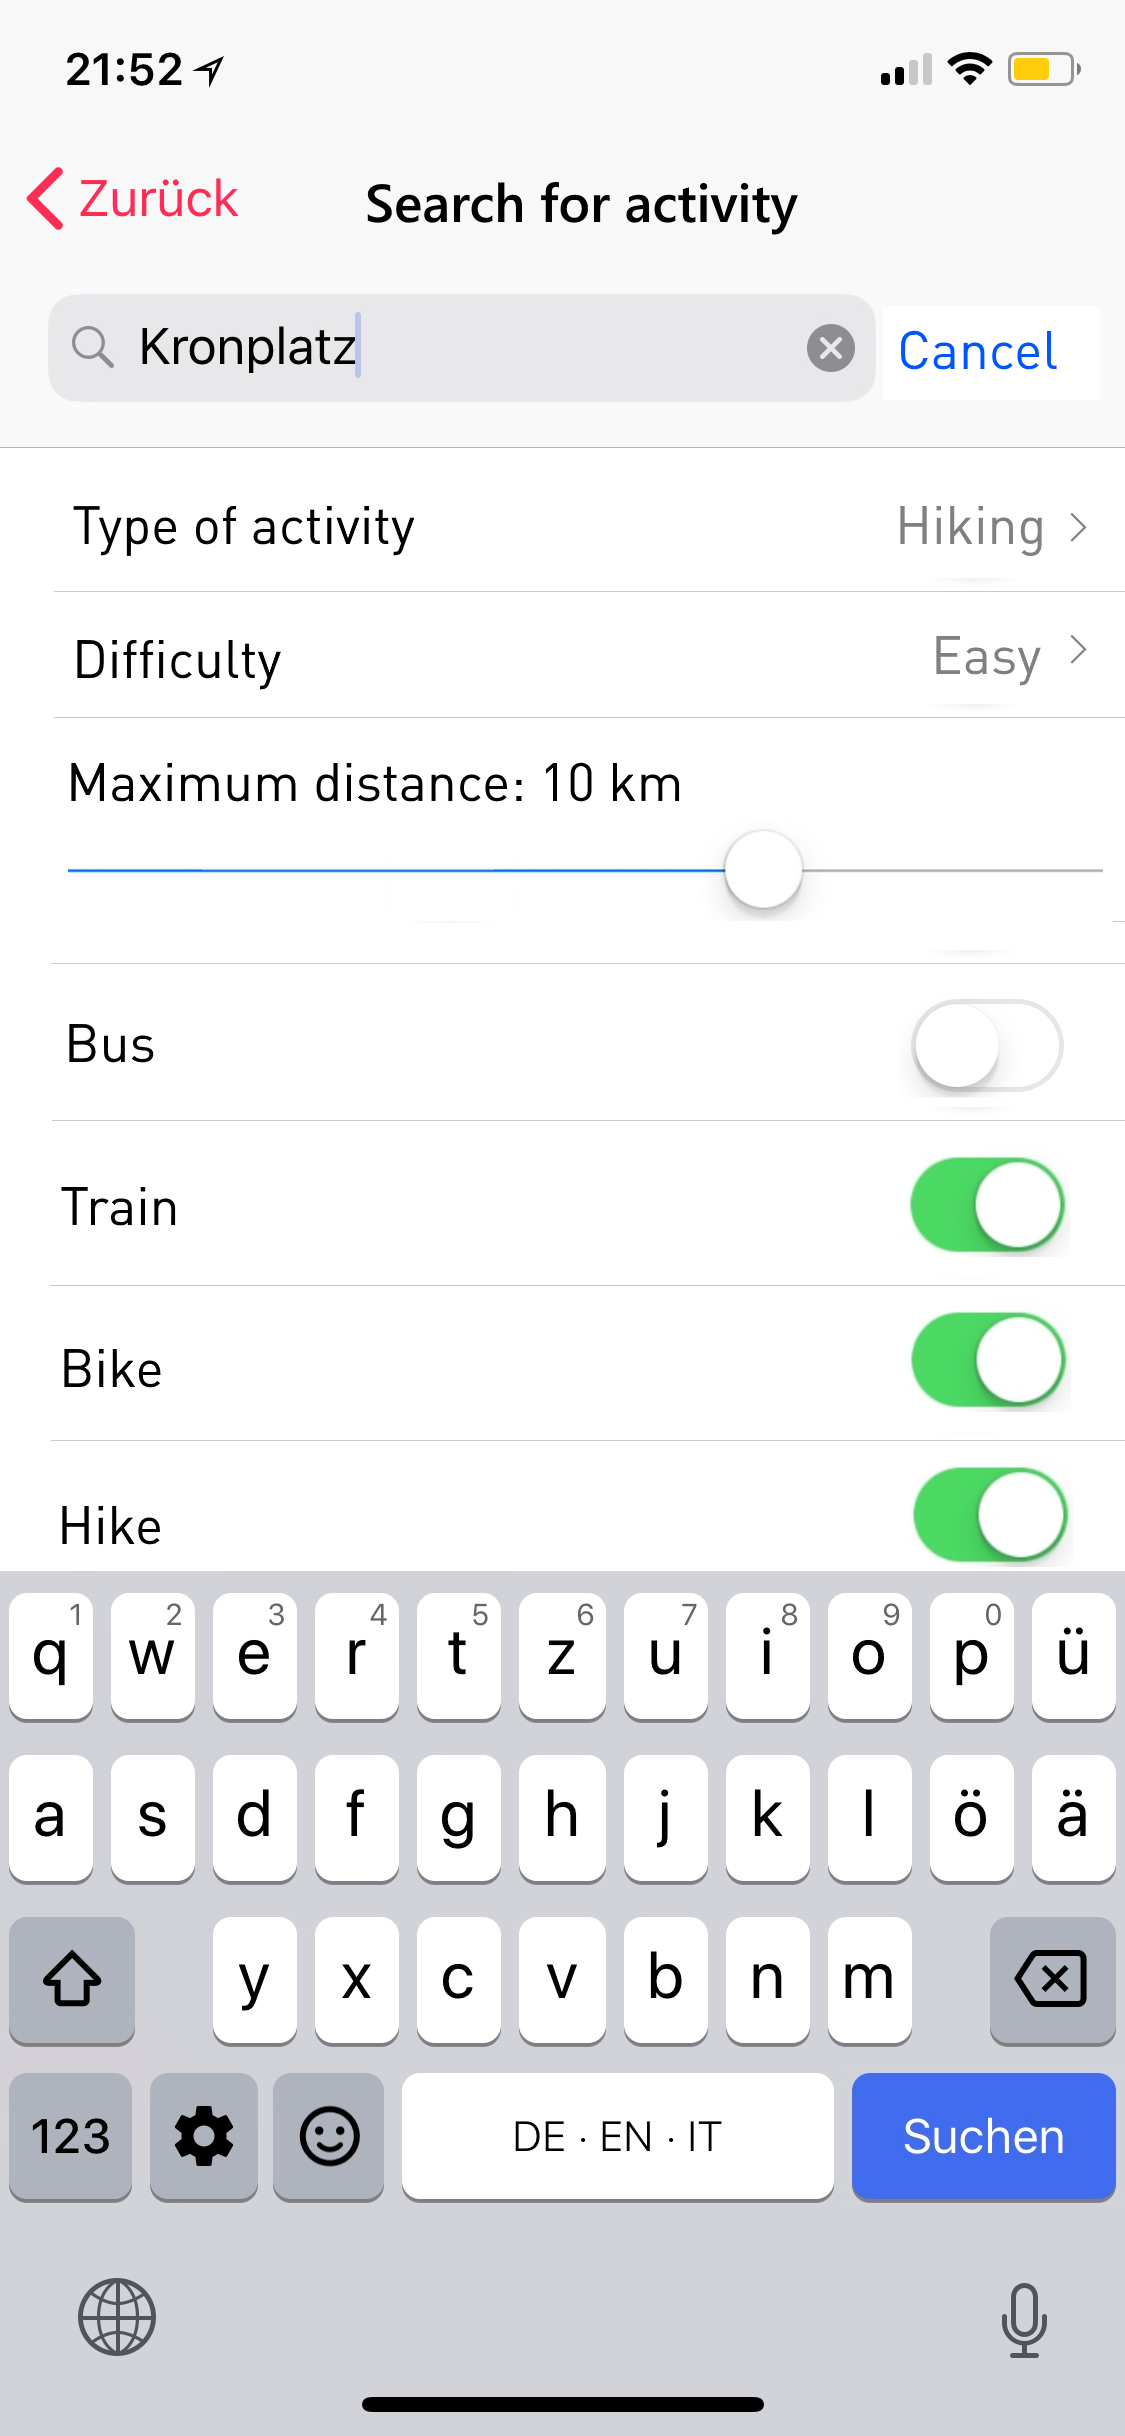 21:52
Zurück
Search for activity
Kronplatz
Cancel
Type of activity Hiking
Difficulty Easy
Maximum distance: 10 km
Bus
Train
Bike
Hike
1 2 3 4 5 6 7 8 9 0
q w e r t z u i o p ü
a s d f g h j k l ö ä
y x c v b n m
123 DE · EN · IT Suchen